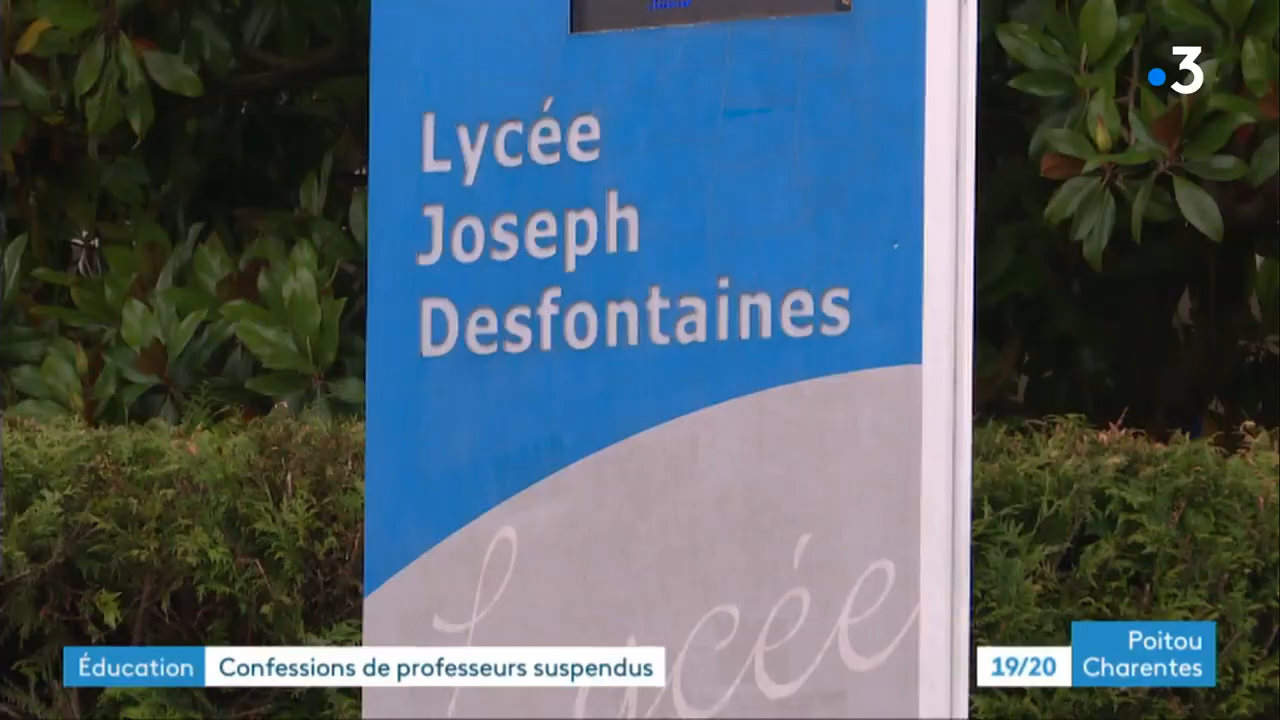 3
Lycée
Joseph
Desfontaines
Lycée
Éducation
Confessions de professeurs suspendus
19/20
Poitou
Charentes